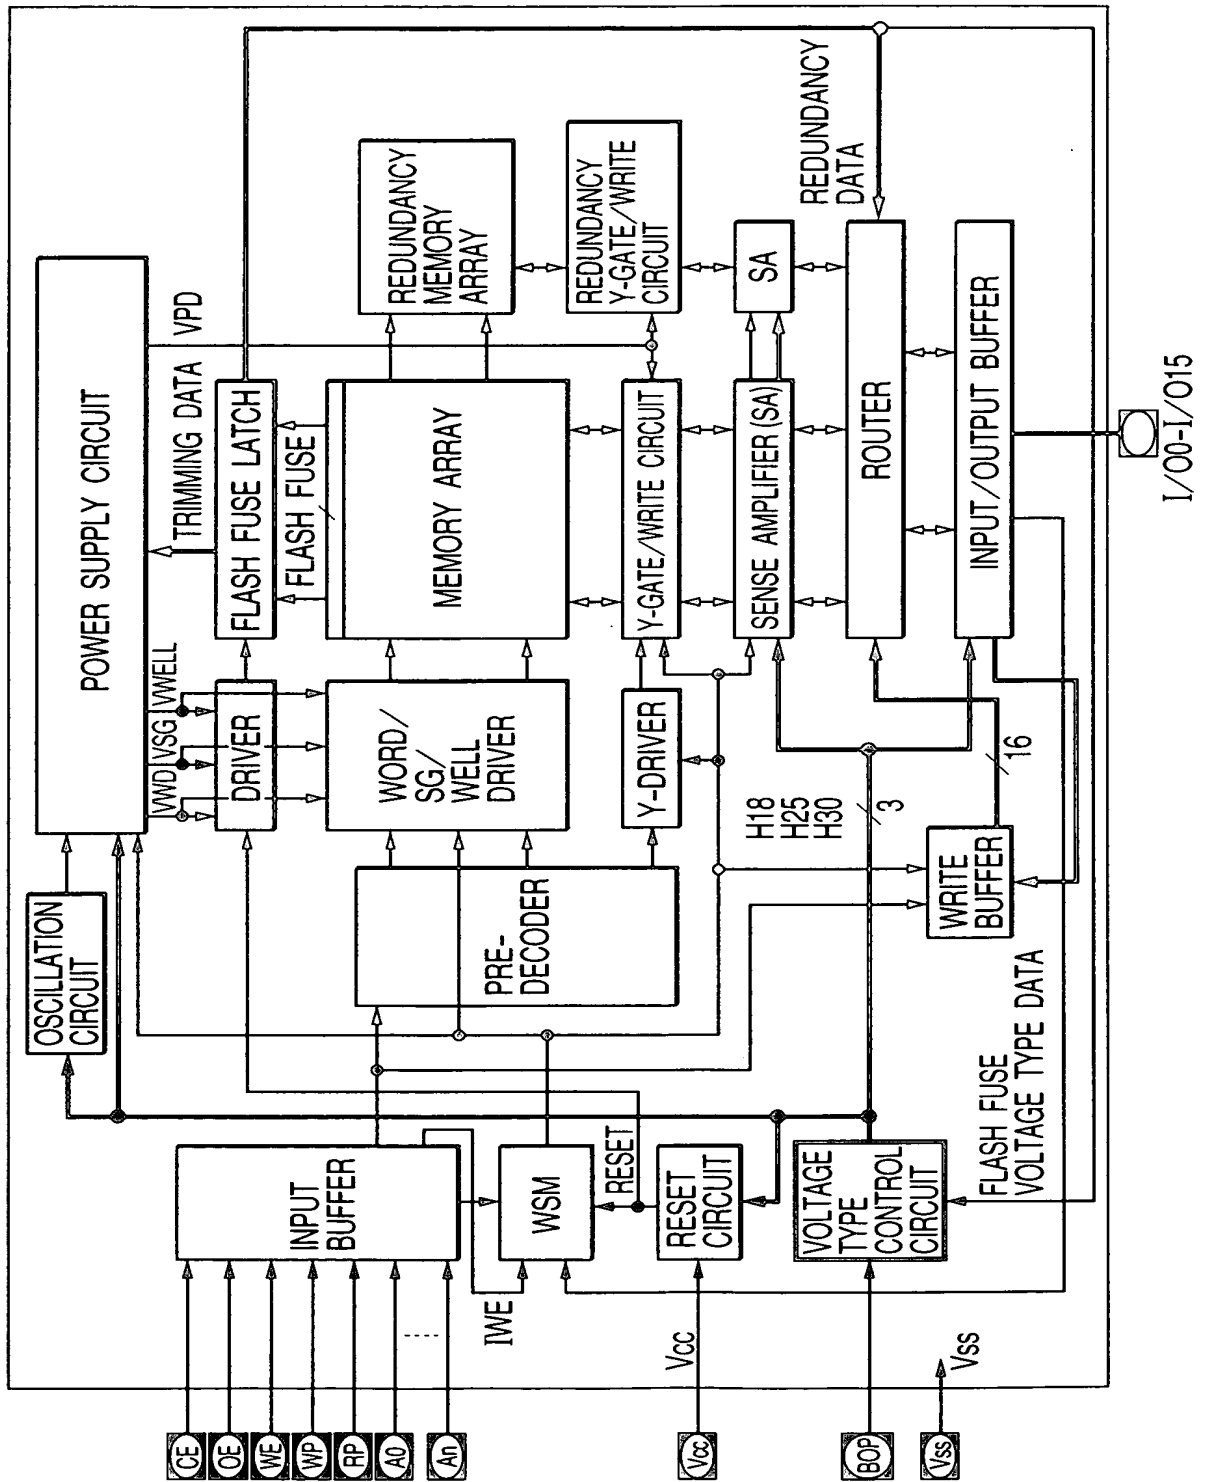 CE
OE
WE
WP
RP
A0
An
Vcc
BOP
Vss
IWE
Vcc
Vss
INPUT
BUFFER
WSM
RESET
RESET
CIRCUIT
VOLTAGE
TYPE
CONTROL
CIRCUIT
FLASH FUSE
VOLTAGE TYPE DATA
OSCILLATION
CIRCUIT
PRE-
DECODER
WRITE
BUFFER
H18
H25
H30
3
16
POWER SUPPLY CIRCUIT
VWD
VSG
VWELL
DRIVER
WORD/
SG/
WELL
DRIVER
Y-DRIVER
TRIMMING DATA
VPD
FLASH FUSE LATCH
FLASH FUSE
MEMORY ARRAY
Y-GATE/WRITE CIRCUIT
SENSE AMPLIFIER (SA)
ROUTER
INPUT/OUTPUT BUFFER
REDUNDANCY
MEMORY
ARRAY
REDUNDANCY
Y-GATE/WRITE
CIRCUIT
SA
REDUNDANCY
DATA
I/O0-I/O15